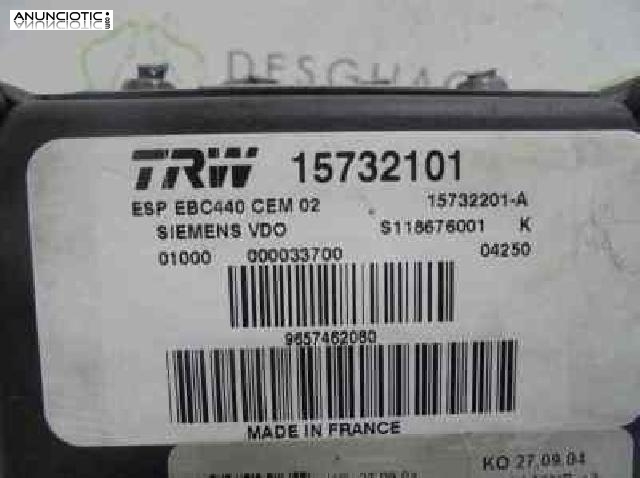 ANUNCIOTIC
DESGUAC
TRW 15732101
ESP EBC440 CEM 02 15732201-A
SIEMENS VDO S118676001 K
01000 000033700 04250
9657462080
MADE IN FRANCE
KO 27.09.04